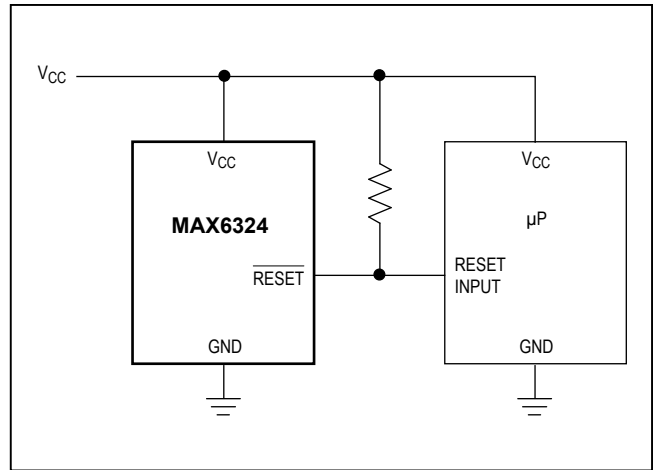 VCC
VCC
MAX6324
RESET
GND
VCC
µP
RESET
INPUT
GND